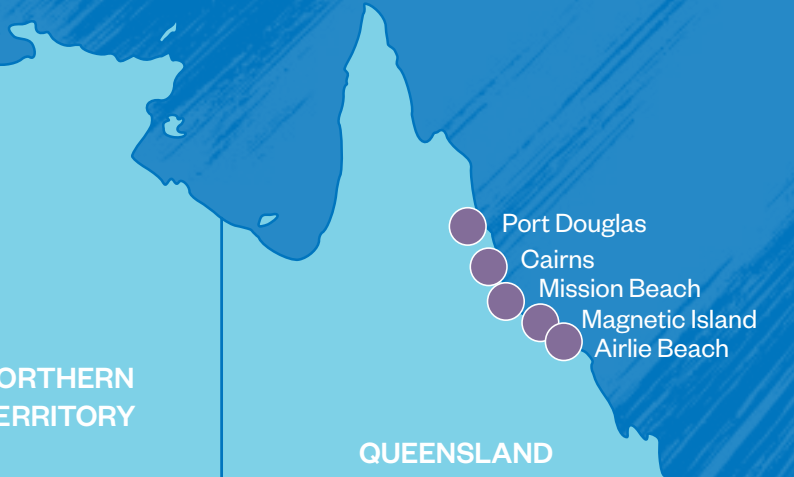 Port Douglas
Cairns
Mission Beach
Magnetic Island
Airlie Beach
ORTHERN
ERRITORY
QUEENSLAND